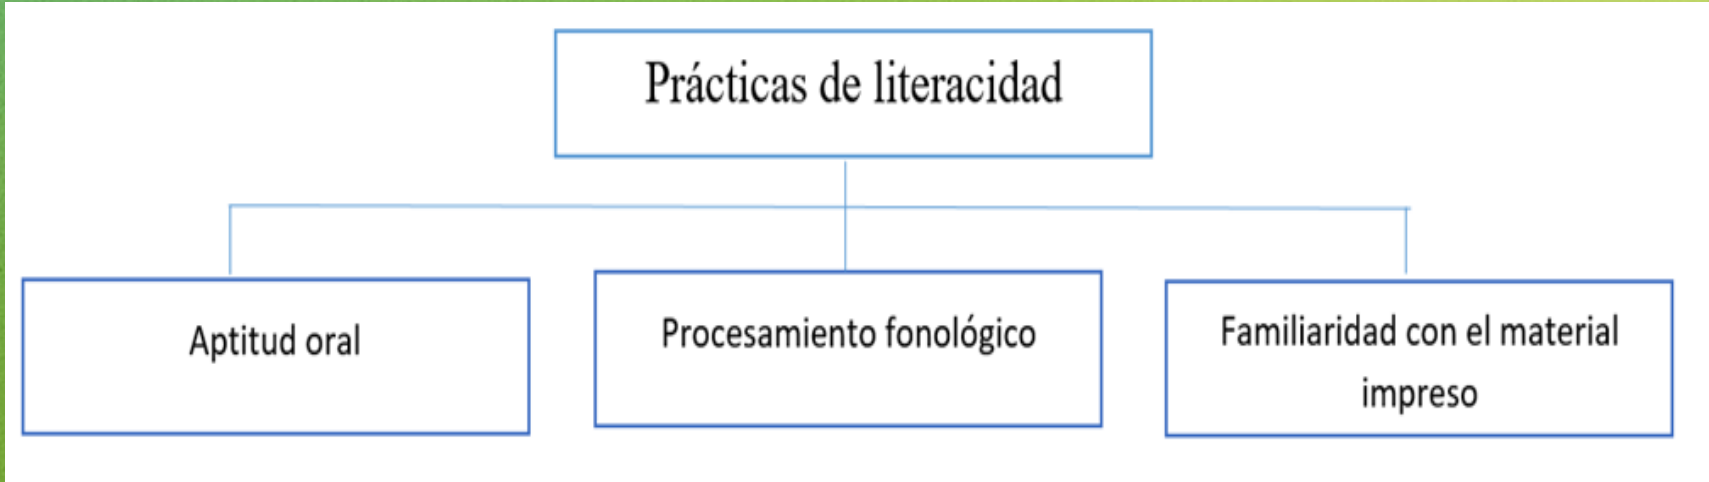 Prácticas de literacidad
Aptitud oral
Procesamiento fonológico
Familiaridad con el material
impreso